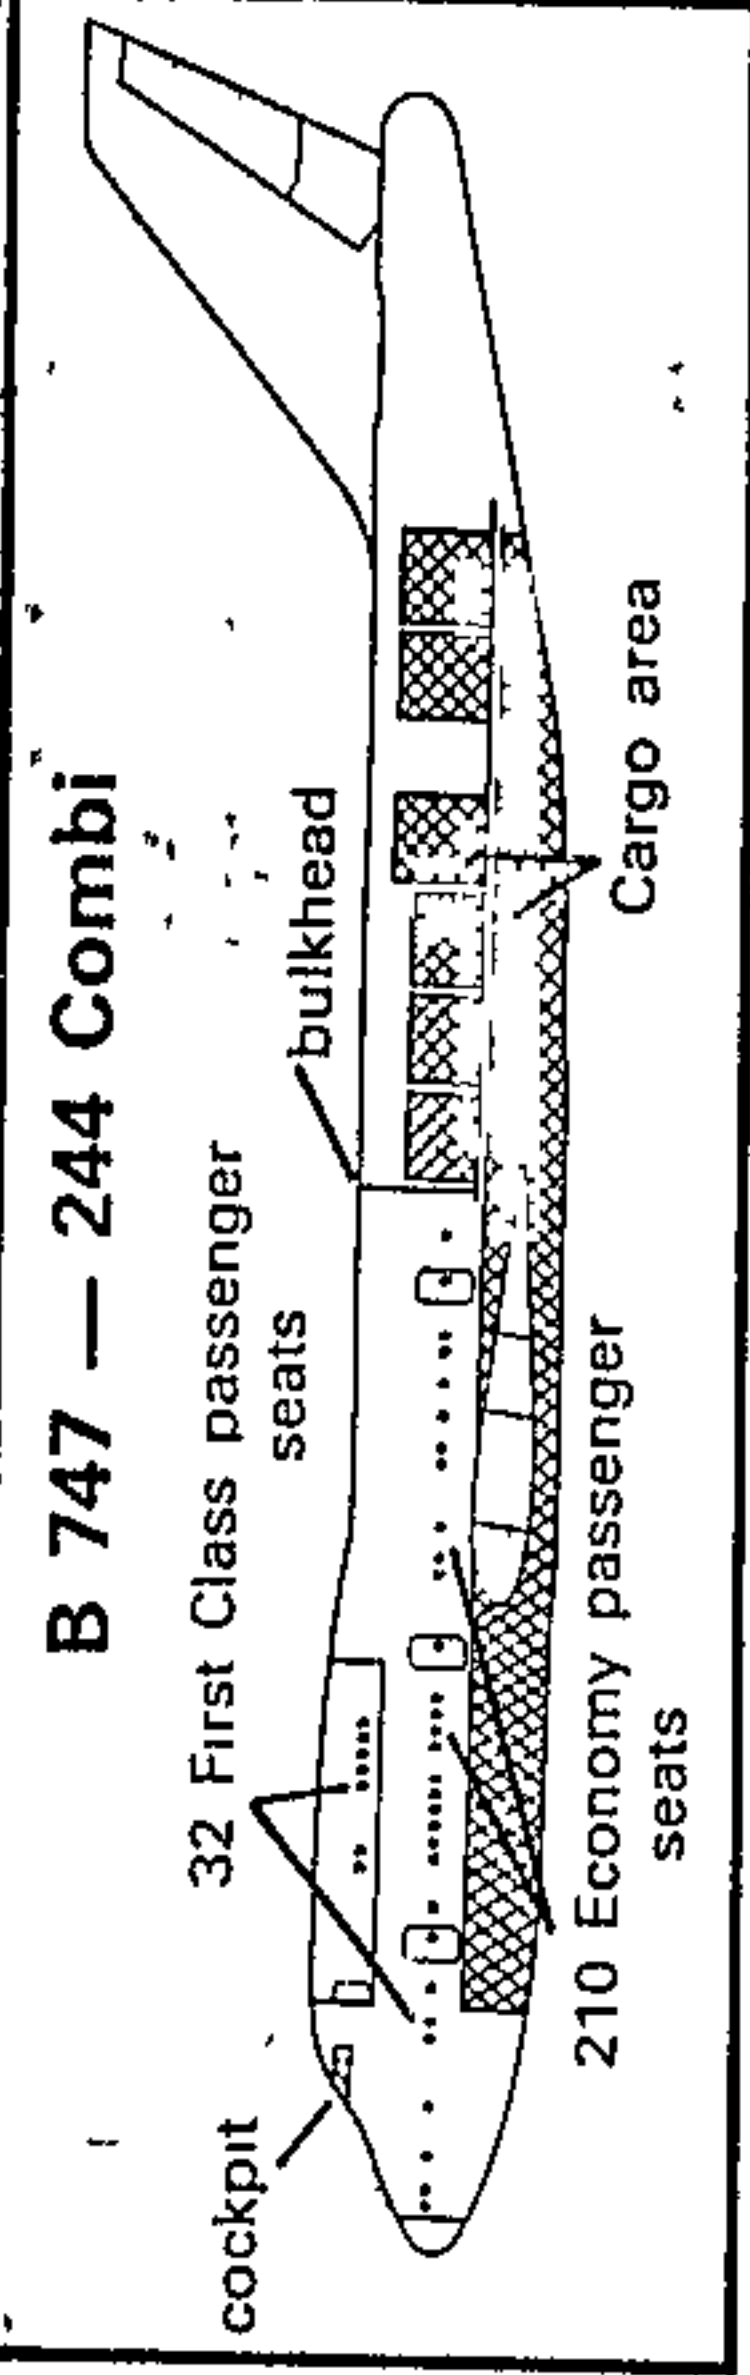 B 747 — 244 Combi
32 First Class passenger
seats
bulkhead
cockpit
Cargo area
210 Economy passenger
seats